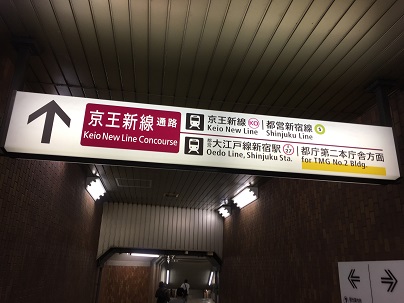 京王新線 通路
Keio New Line Concourse
京王新線 KO 都営新宿線 S
Keio New Line Shinjuku Line
都営 大江戸線新宿駅 27 都庁第二本庁舎方面
Oedo Line, Shinjuku Sta. for TMG No.2 Bldg.